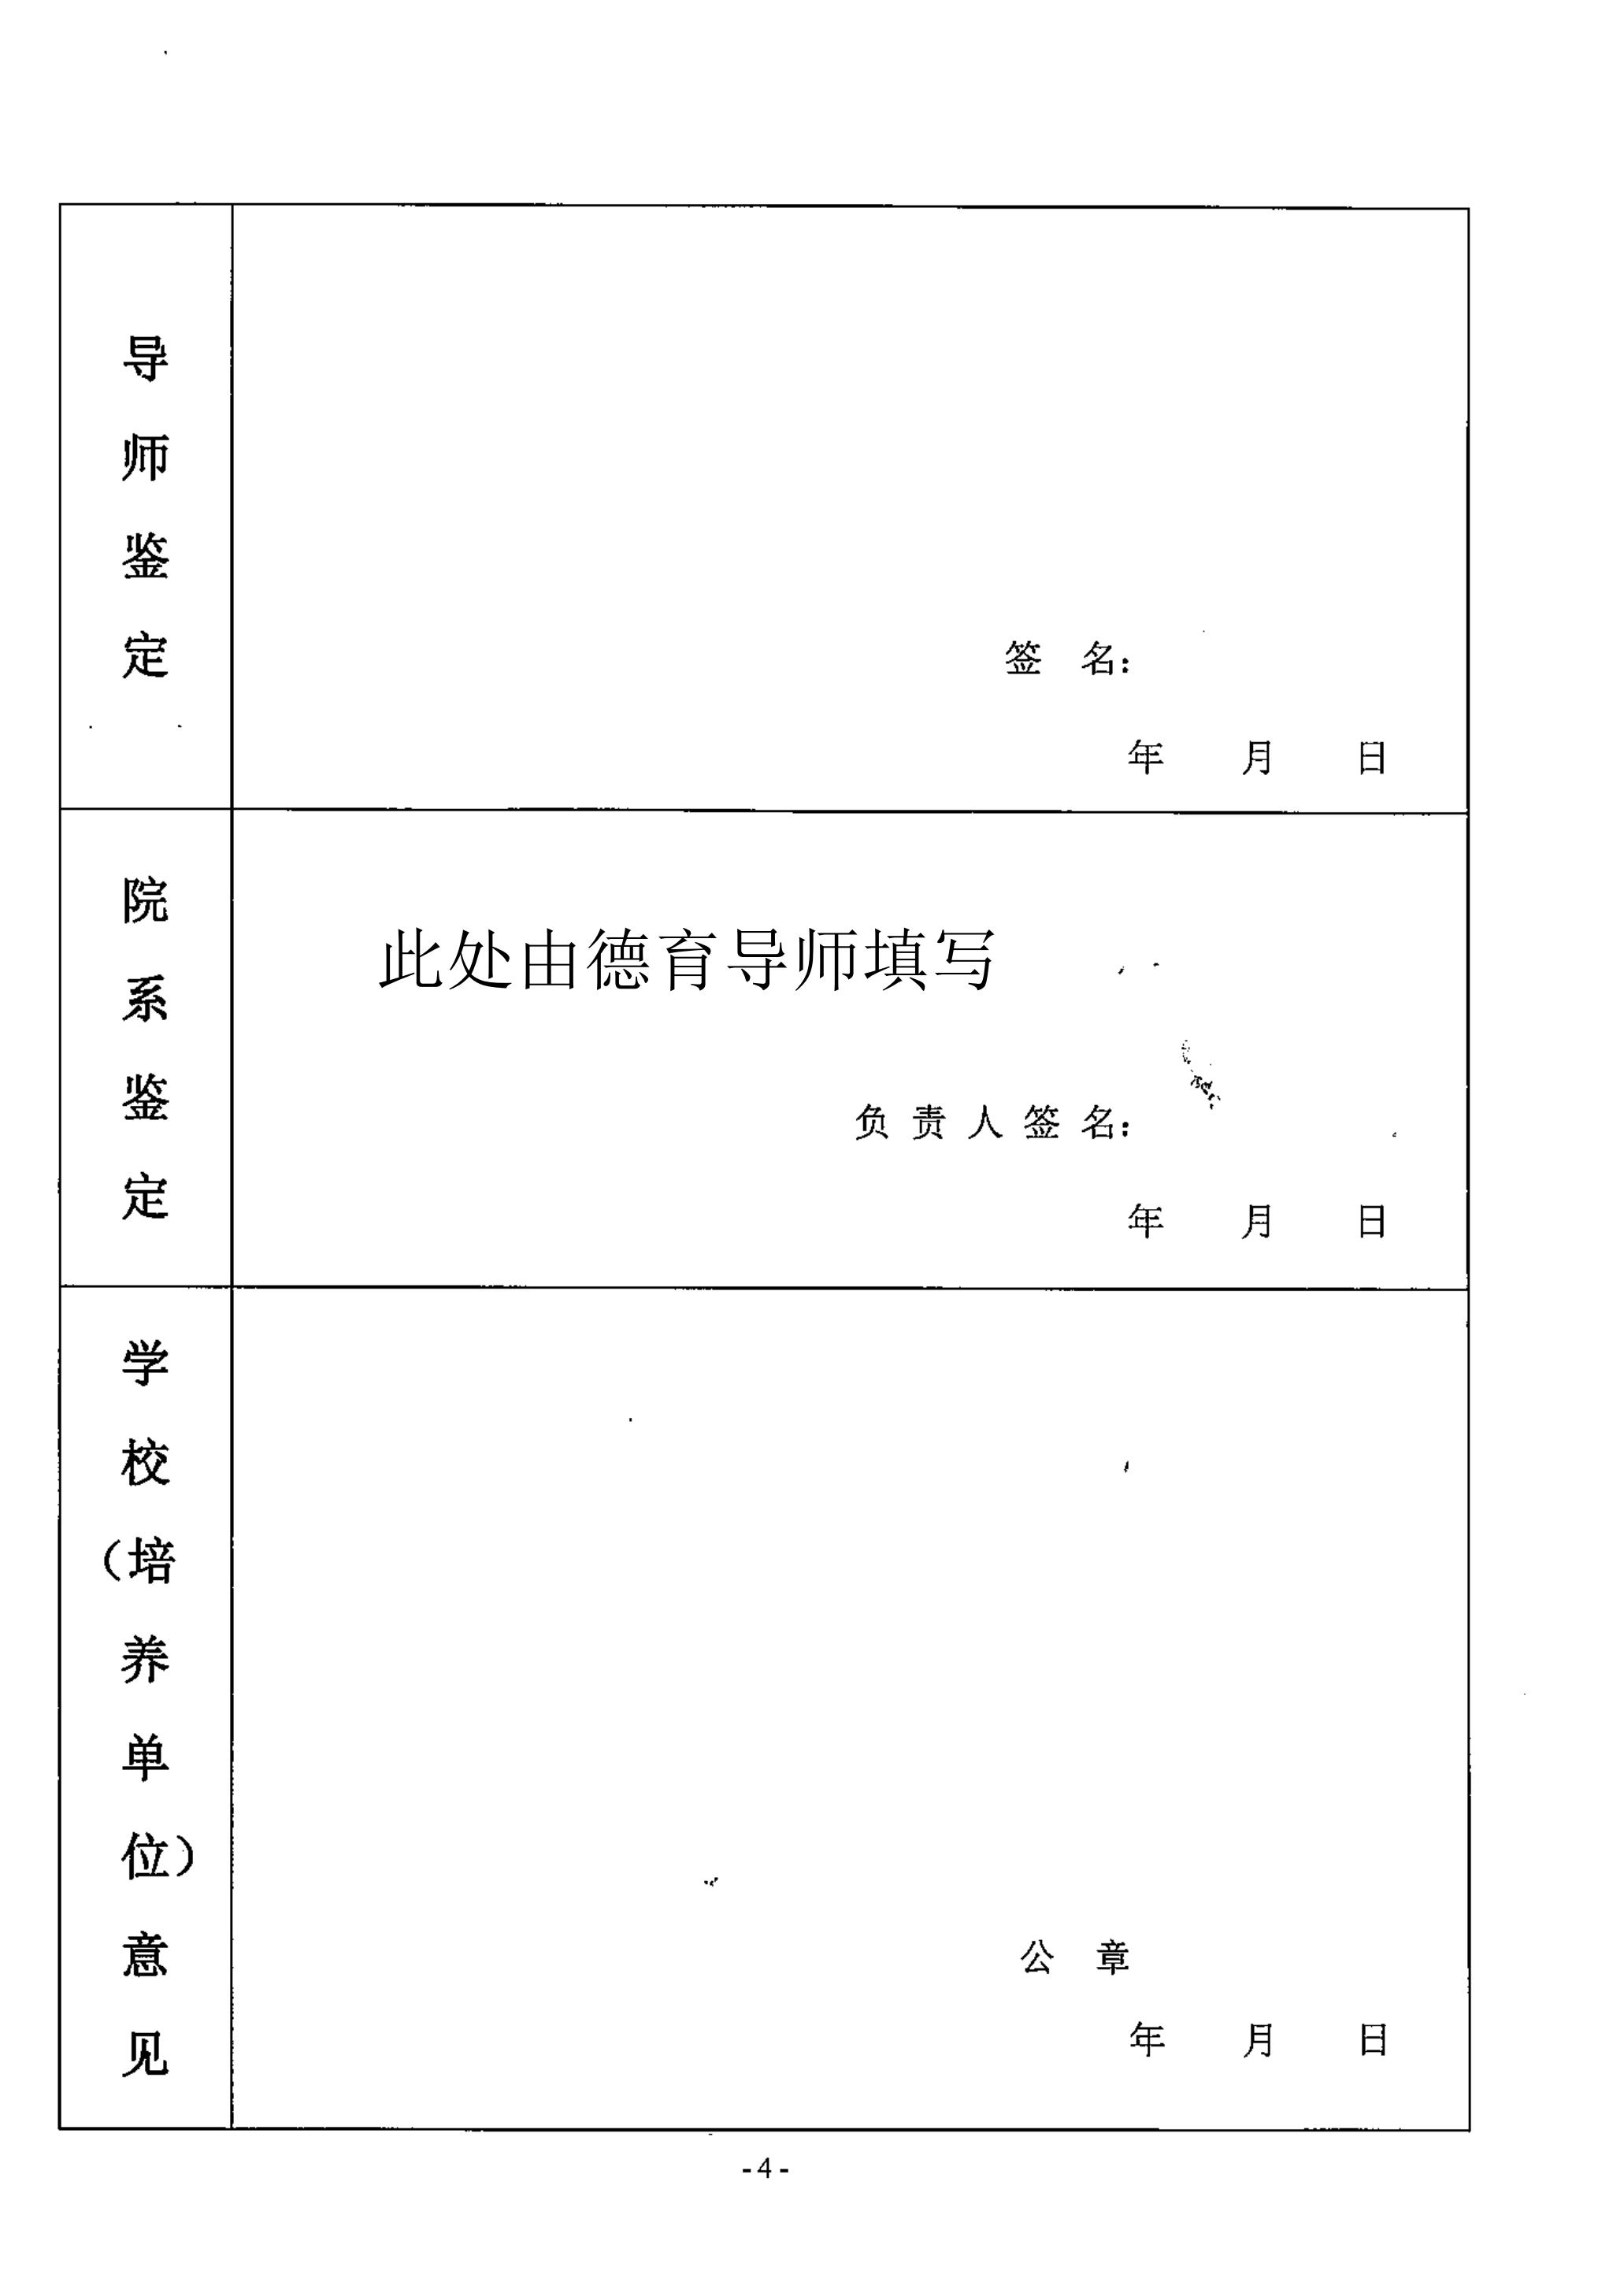 导师鉴定
签 名：
年 月 日
院系鉴定
此处由德育导师填写
负责人签名：
年 月 日
学校（培养单位）意见
公 章
年 月 日
- 4 -